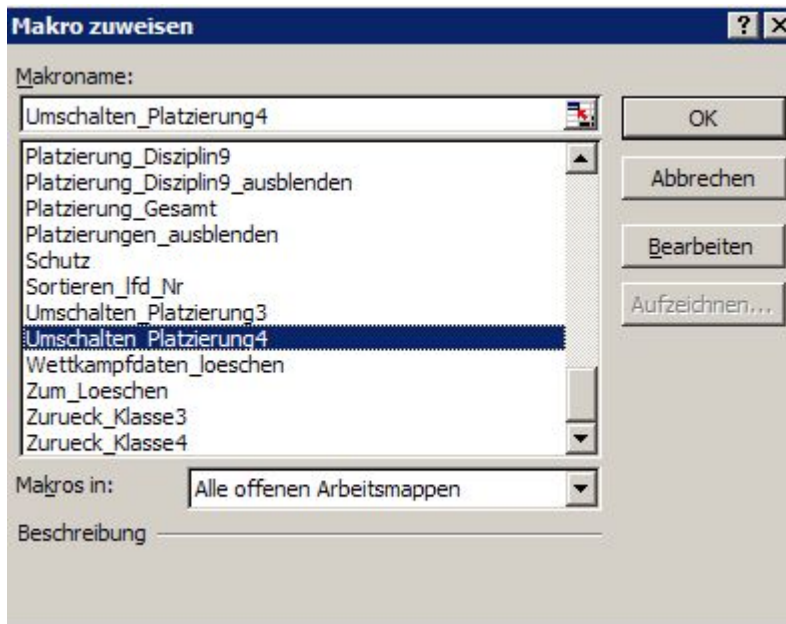 Makro zuweisen
Makroname:
Umschalten_Platzierung4
OK
Platzierung_Disziplin9
Platzierung_Disziplin9_ausblenden
Platzierung_Gesamt
Platzierungen_ausblenden
Schutz
Sortieren_lfd_Nr
Umschalten_Platzierung3
Umschalten_Platzierung4
Wettkampfdaten_loeschen
Zum_Loeschen
Zurueck_Klasse3
Zurueck_Klasse4
Abbrechen
Bearbeiten
Aufzeichnen...
Makros in:
Alle offenen Arbeitsmappen
Beschreibung